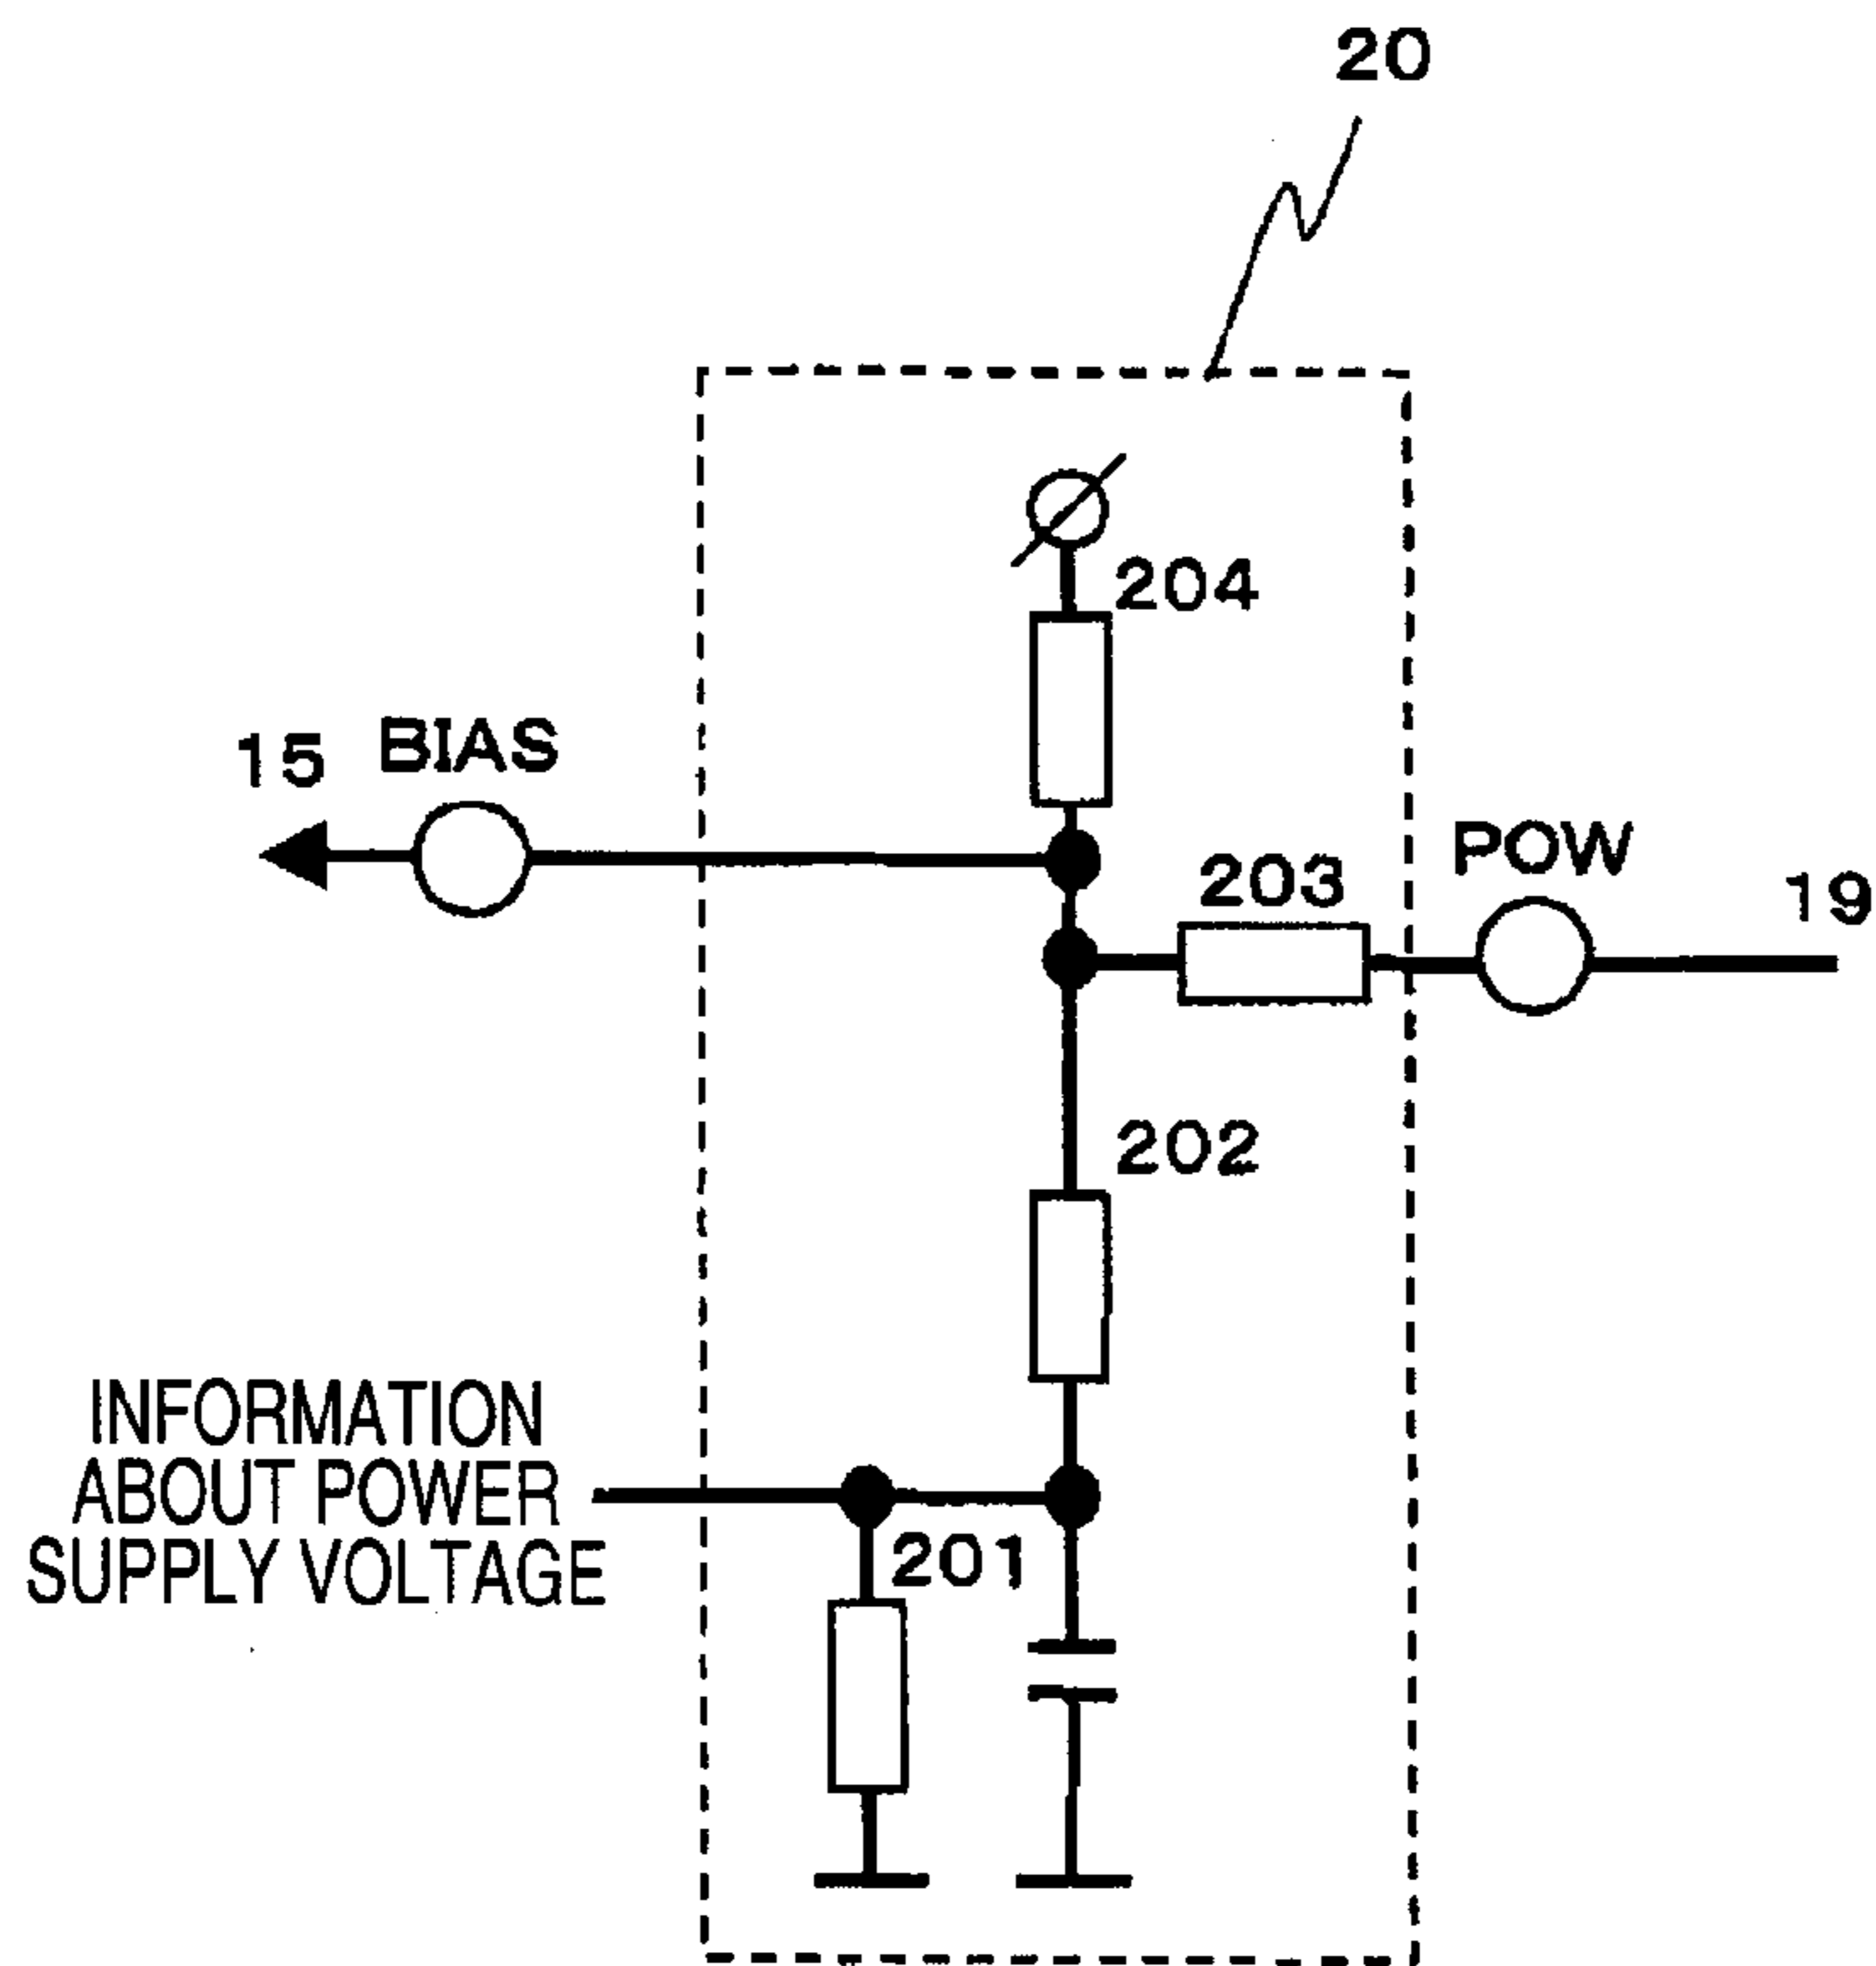 20
204
15 BIAS
203
POW
19
202
INFORMATION
ABOUT POWER
SUPPLY VOLTAGE
201